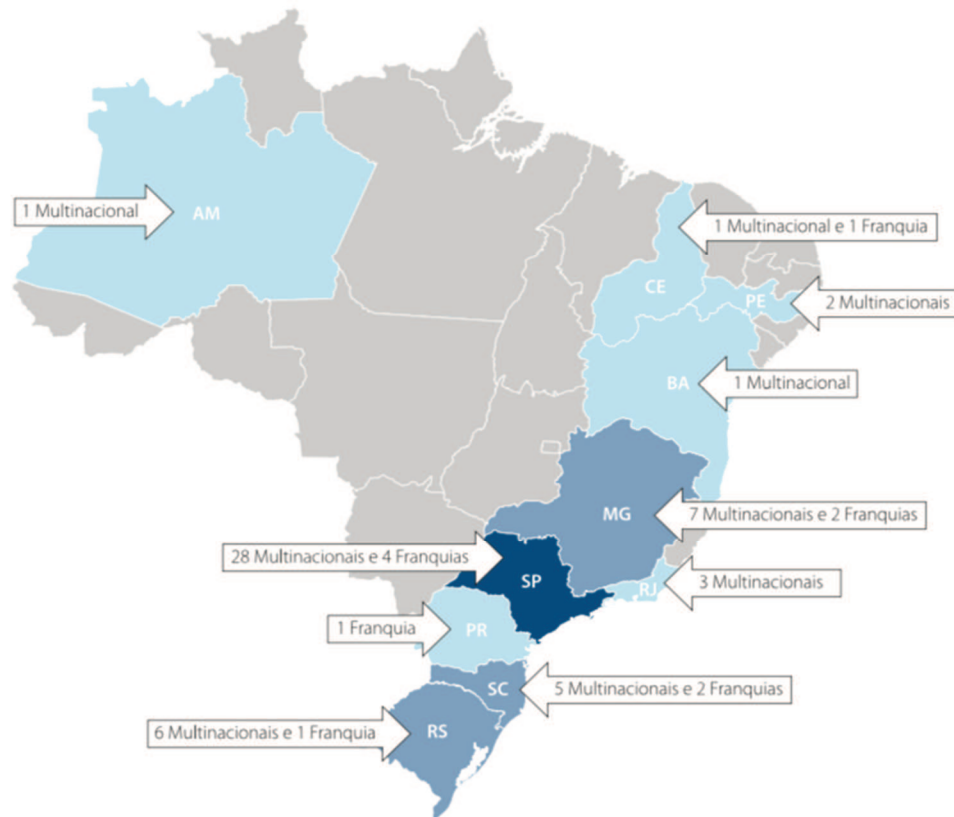 1 Multinacional
AM
1 Multinacional e 1 Franquia
CE
PE
2 Multinacionais
BA
1 Multinacional
MG
7 Multinacionais e 2 Franquias
28 Multinacionais e 4 Franquias
SP
RJ
3 Multinacionais
1 Franquia
PR
SC
5 Multinacionais e 2 Franquias
6 Multinacionais e 1 Franquia
RS